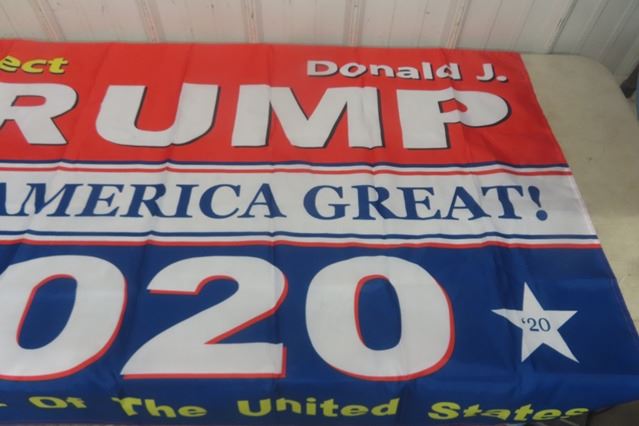 ect Donald J.
RUMP
AMERICA GREAT!
020
'20
Of The United States